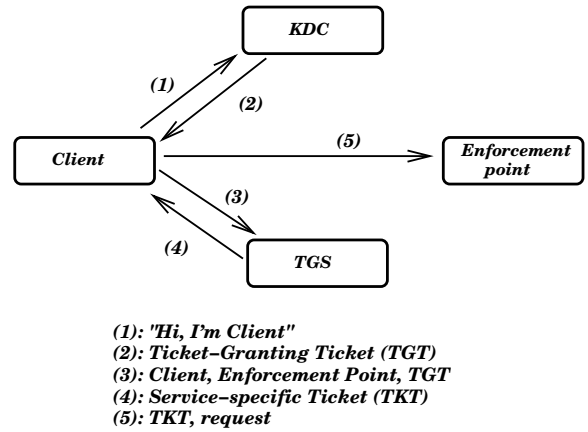 KDC
(1)
(2)
Client
(5)
Enforcement
point
(3)
(4)
TGS
(1): "Hi, I'm Client"
(2): Ticket–Granting Ticket (TGT)
(3): Client, Enforcement Point, TGT
(4): Service–specific Ticket (TKT)
(5): TKT, request